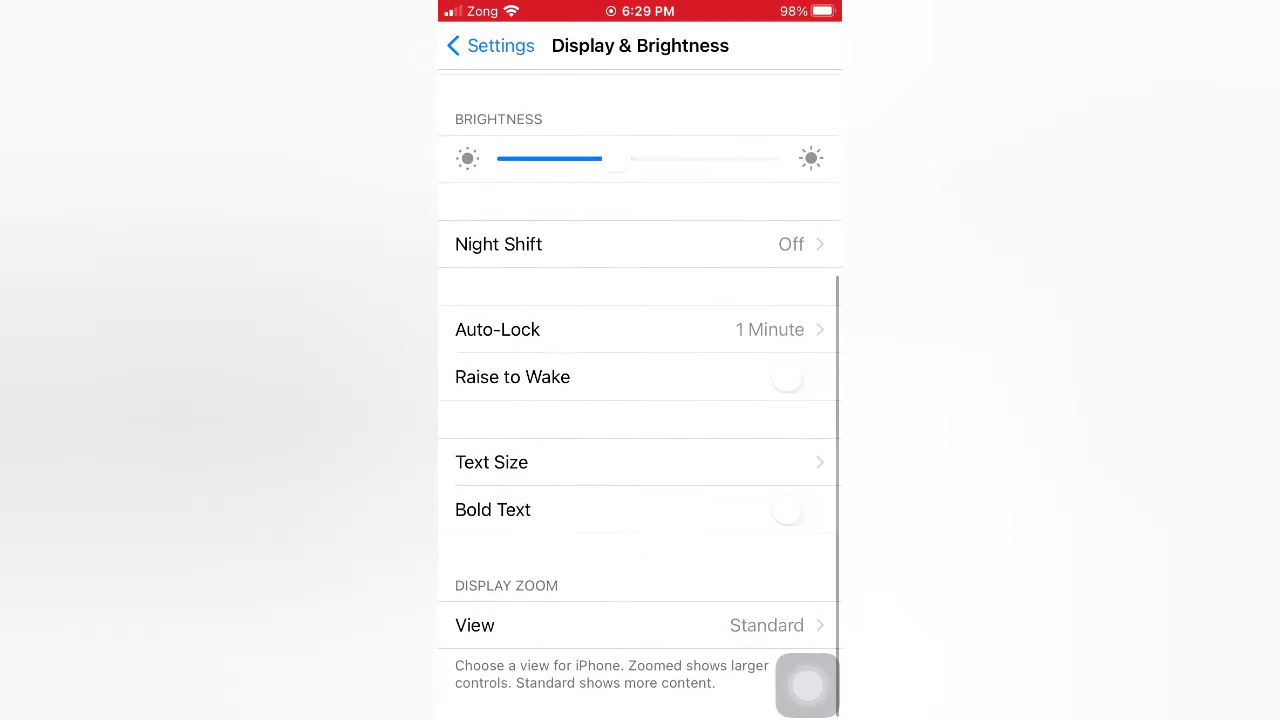 Zong 6:29 PM 98%
Settings Display & Brightness
BRIGHTNESS
Night Shift Off
Auto-Lock 1 Minute
Raise to Wake
Text Size
Bold Text
DISPLAY ZOOM
View Standard
Choose a view for iPhone. Zoomed shows larger
controls. Standard shows more content.